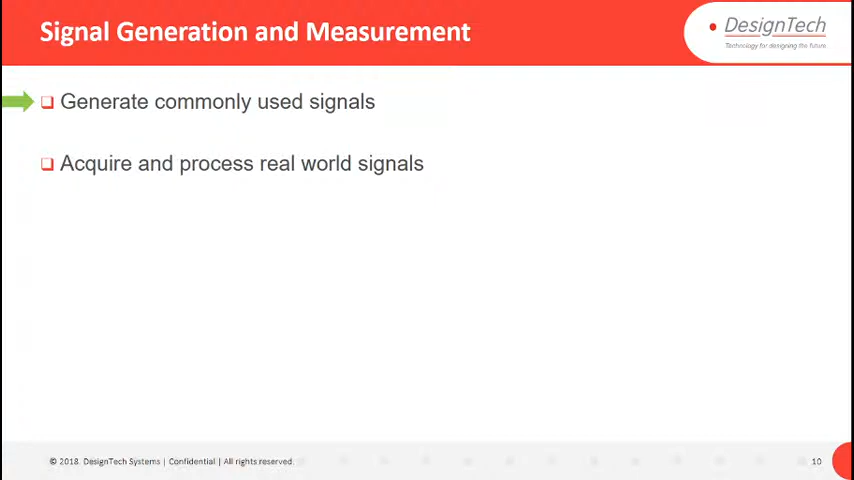 Signal Generation and Measurement
DesignTech
Technology for designing the future
Generate commonly used signals
Acquire and process real world signals
© 2018. DesignTech Systems | Confidential | All rights reserved.
10